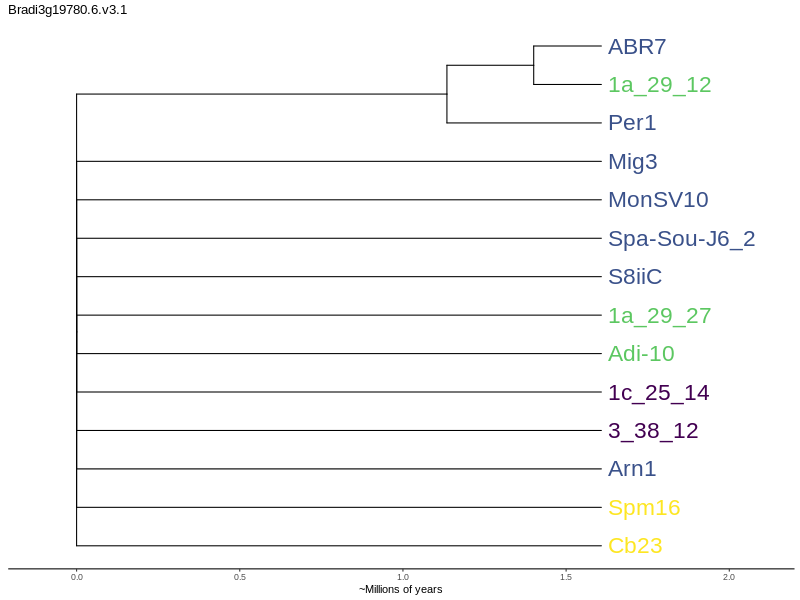 Bradi3g19780.6.v3.1
ABR7
1a_29_12
Per1
Mig3
MonSV10
Spa-Sou-J6_2
S8iiC
1a_29_27
Adi-10
1c_25_14
3_38_12
Arn1
Spm16
Cb23
0.0 0.5 1.0 1.5 2.0
~Millions of years